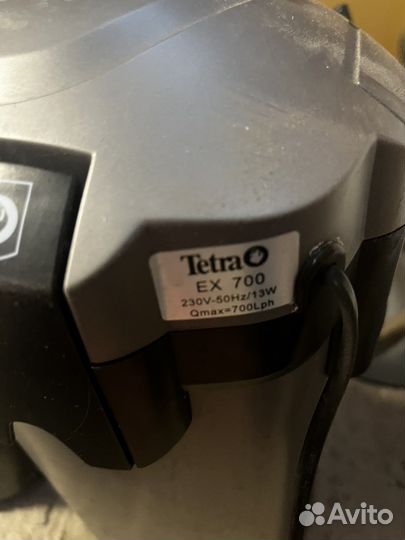 Tetra
EX 700
230V-50Hz/13W
Qmax=700Lph
Avito